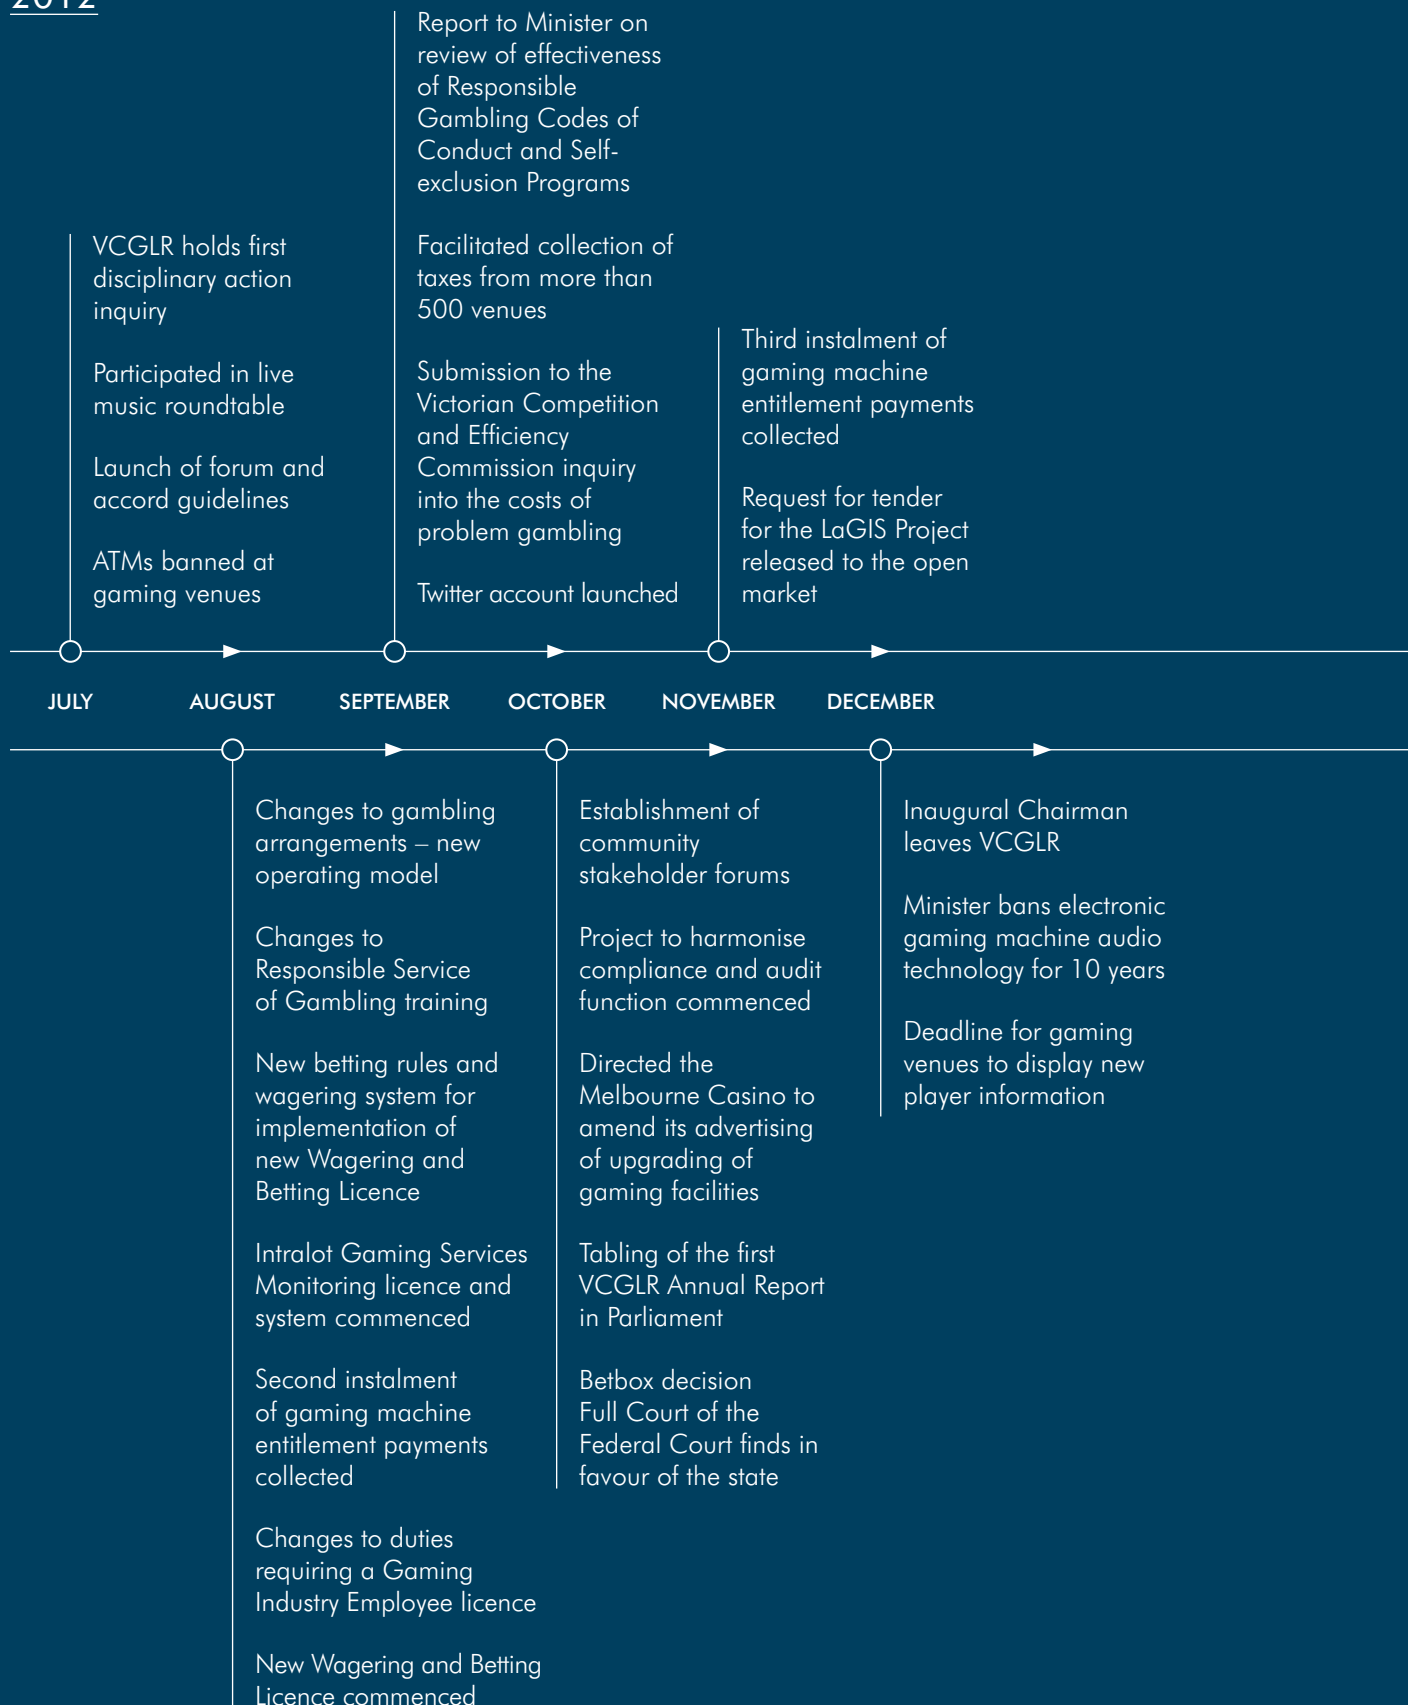 2012
Report to Minister on
review of effectiveness
of Responsible
Gambling Codes of
Conduct and Self-
exclusion Programs
Facilitated collection of
taxes from more than
500 venues
Submission to the
Victorian Competition
and Efficiency
Commission inquiry
into the costs of
problem gambling
Twitter account launched
VCGLR holds first
disciplinary action
inquiry
Participated in live
music roundtable
Launch of forum and
accord guidelines
ATMs banned at
gaming venues
Third instalment of
gaming machine
entitlement payments
collected
Request for tender
for the LaGIS Project
released to the open
market
JULY
AUGUST
SEPTEMBER
OCTOBER
NOVEMBER
DECEMBER
Changes to gambling
arrangements – new
operating model
Changes to
Responsible Service
of Gambling training
New betting rules and
wagering system for
implementation of
new Wagering and
Betting Licence
Intralot Gaming Services
Monitoring licence and
system commenced
Second instalment
of gaming machine
entitlement payments
collected
Changes to duties
requiring a Gaming
Industry Employee licence
New Wagering and Betting
Licence commenced
Establishment of
community
stakeholder forums
Project to harmonise
compliance and audit
function commenced
Directed the
Melbourne Casino to
amend its advertising
of upgrading of
gaming facilities
Tabling of the first
VCGLR Annual Report
in Parliament
Betbox decision
Full Court of the
Federal Court finds in
favour of the state
Inaugural Chairman
leaves VCGLR
Minister bans electronic
gaming machine audio
technology for 10 years
Deadline for gaming
venues to display new
player information